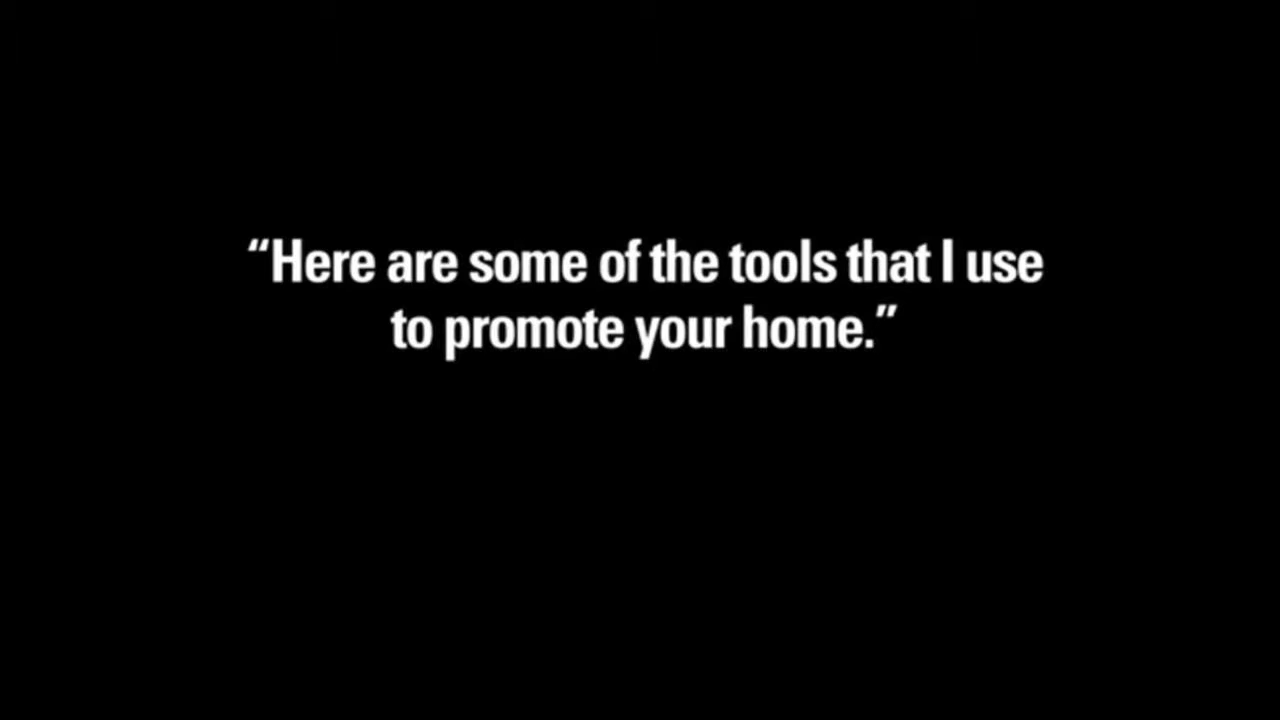 “Here are some of the tools that I use
to promote your home.”